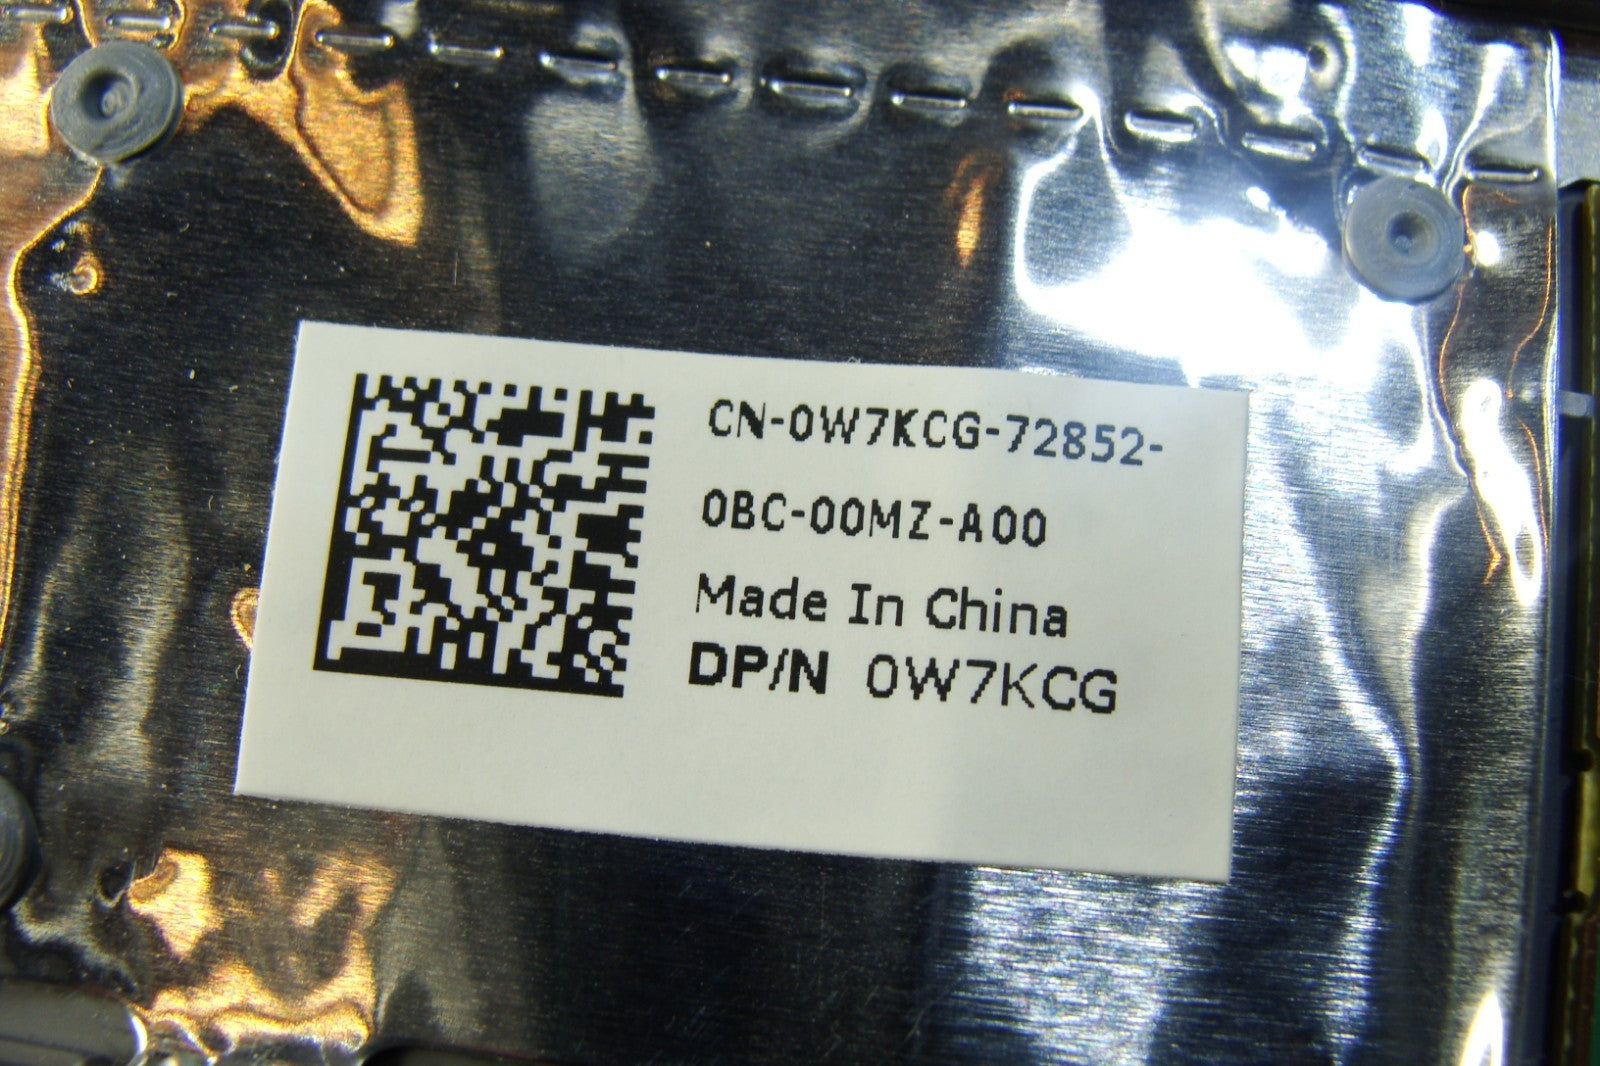 CN-0W7KCG-72852-
0BC-00MZ-A00
Made In China
DP/N 0W7KCG